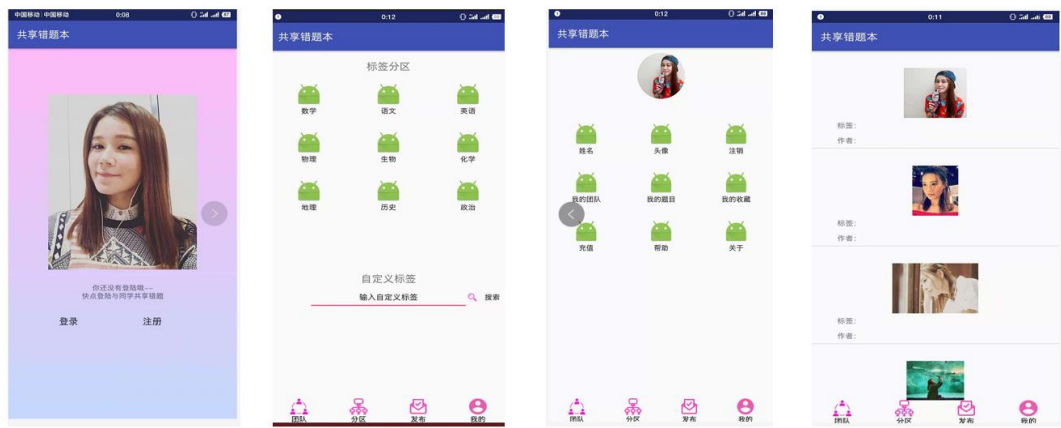 中国移动 中国移动 0:08
共享错题本
你还没有登陆哦---
快点登陆与同学共享错题
登录 注册
0:12
共享错题本
标签分区
数学 语文 英语
物理 生物 化学
地理 历史 政治
自定义标签
输入自定义标签 搜索
团队 分区 发布 我的
0:12
共享错题本
姓名 头像 注销
我的团队 我的题目 我的收藏
充值 帮助 关于
团队 分区 发布 我的
0:11
共享错题本
标签:
作者:
标签:
作者:
标签:
作者:
团队 分区 发布 我的